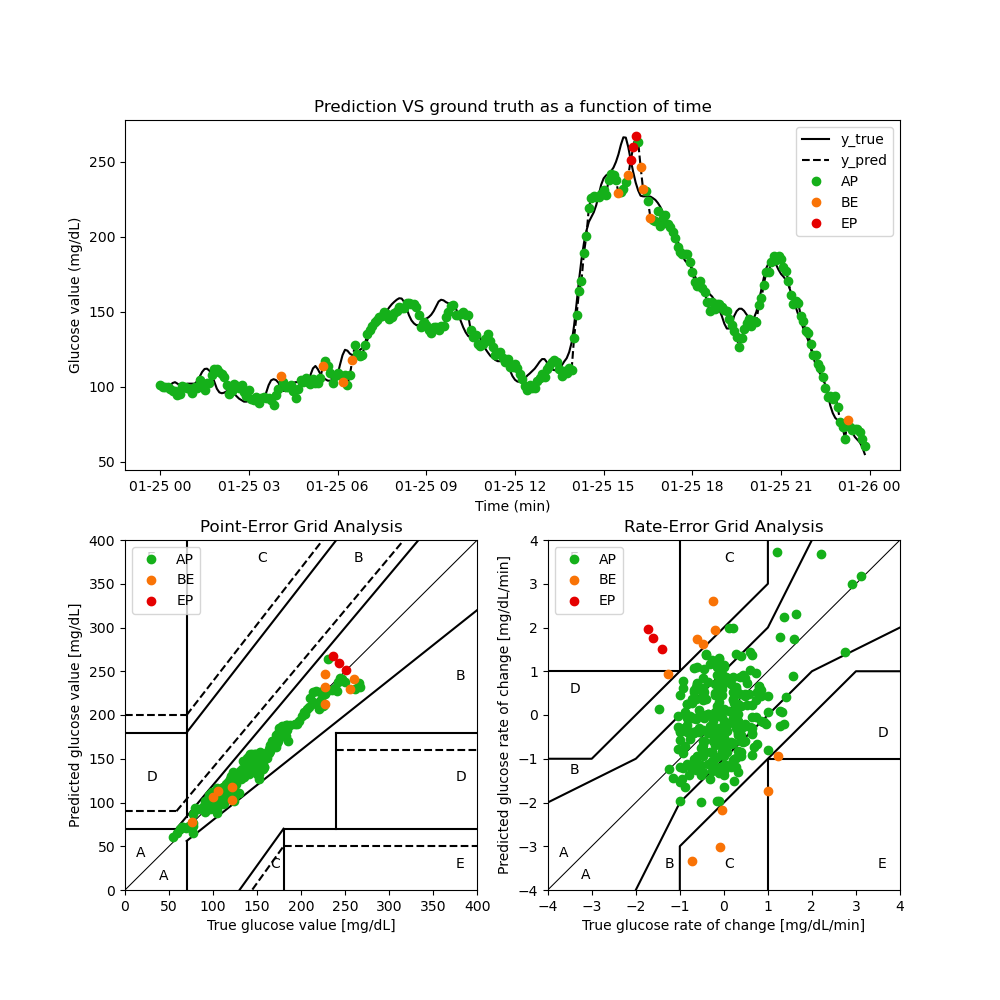 Prediction VS ground truth as a function of time
Glucose value (mg/dL)
250
200
150
100
50
y_true
y_pred
AP
BE
EP
01-25 00 01-25 03 01-25 06 01-25 09 01-25 12 01-25 15 01-25 18 01-25 21 01-26 00
Time (min)
Point-Error Grid Analysis
Predicted glucose value [mg/dL]
400
350
300
250
200
150
100
50
0
AP
BE
EP
C
B
B
D
D
A
A
C
E
0 50 100 150 200 250 300 350 400
True glucose value [mg/dL]
Rate-Error Grid Analysis
Predicted glucose rate of change [mg/dL/min]
4
3
2
1
0
−1
−2
−3
−4
AP
BE
EP
C
D
D
B
A
A
B
C
E
−4 −3 −2 −1 0 1 2 3 4
True glucose rate of change [mg/dL/min]